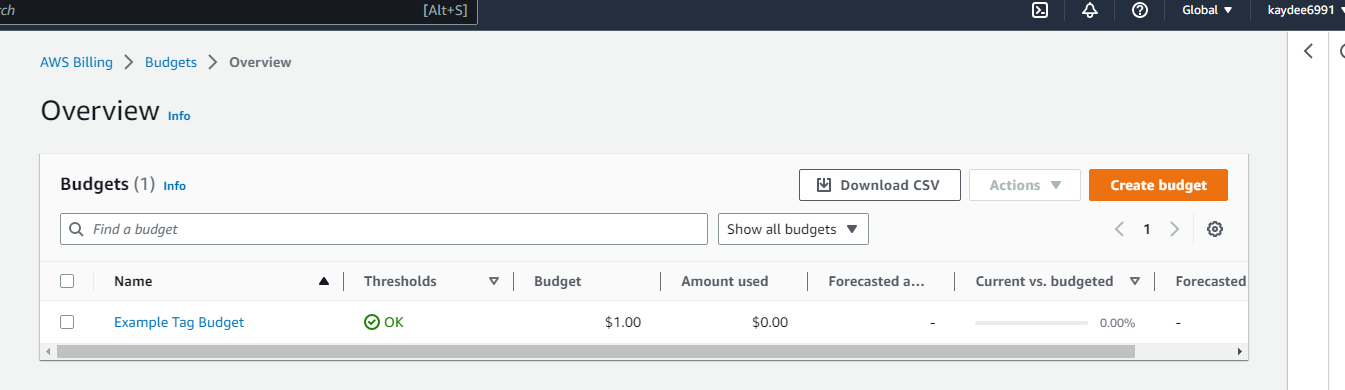 rch [Alt+S] Global kaydee6991
AWS Billing Budgets Overview
Overview Info
Budgets (1) Info Download CSV Actions Create budget
Find a budget Show all budgets 1
Name Thresholds Budget Amount used Forecasted a... Current vs. budgeted Forecasted
Example Tag Budget OK $1.00 $0.00 - 0.00% -